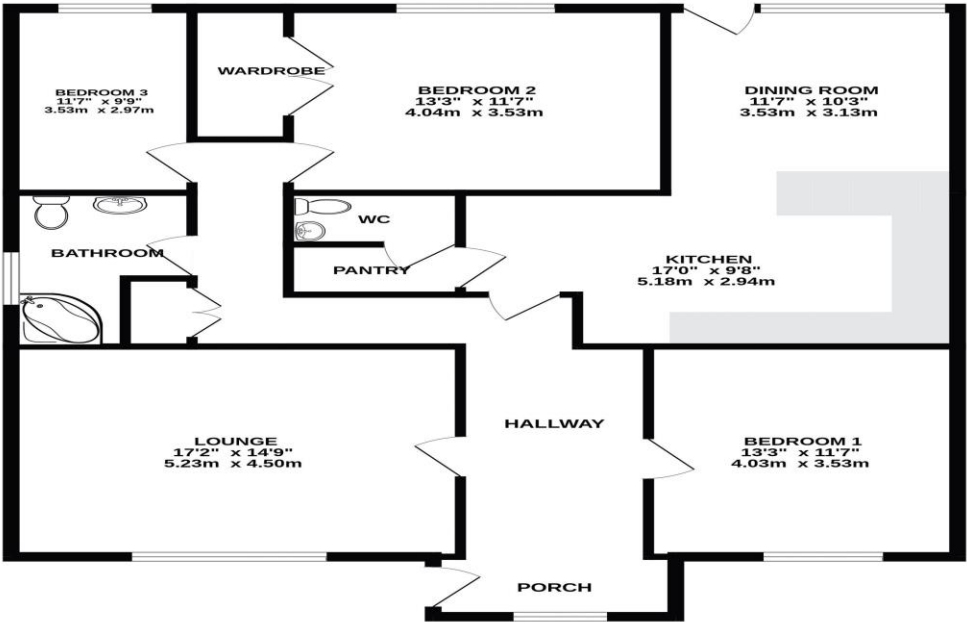 BEDROOM 3
11'7" x 9'9"
3.53m x 2.97m
WARDROBE
BEDROOM 2
13'3" x 11'7"
4.04m x 3.53m
DINING ROOM
11'7" x 10'3"
3.53m x 3.13m
WC
BATHROOM
PANTRY
KITCHEN
17'0" x 9'8"
5.18m x 2.94m
LOUNGE
17'2" x 14'9"
5.23m x 4.50m
HALLWAY
BEDROOM 1
13'3" x 11'7"
4.03m x 3.53m
PORCH